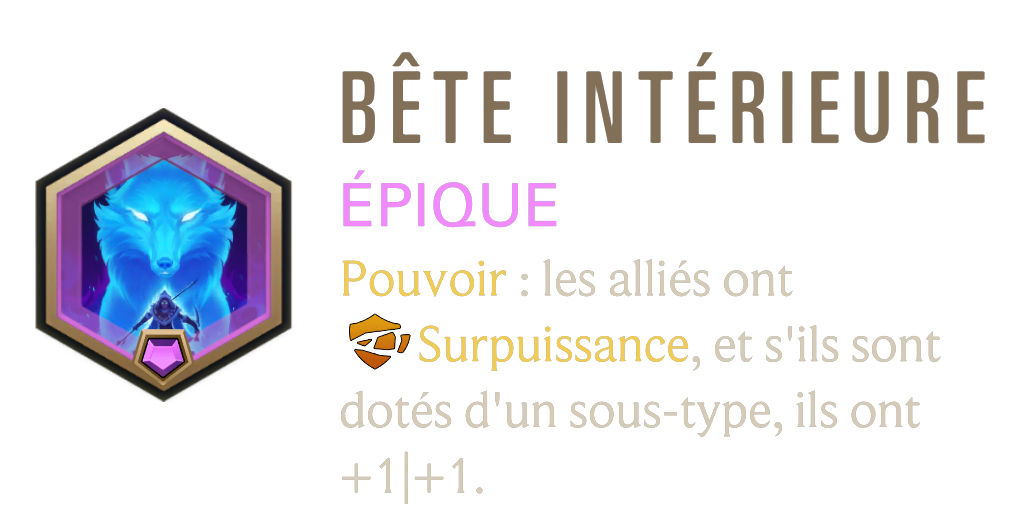 BÊTE INTÉRIEURE
ÉPIQUE
Pouvoir : les alliés ont
Surpuissance, et s'ils sont
dotés d'un sous-type, ils ont
+1|+1.